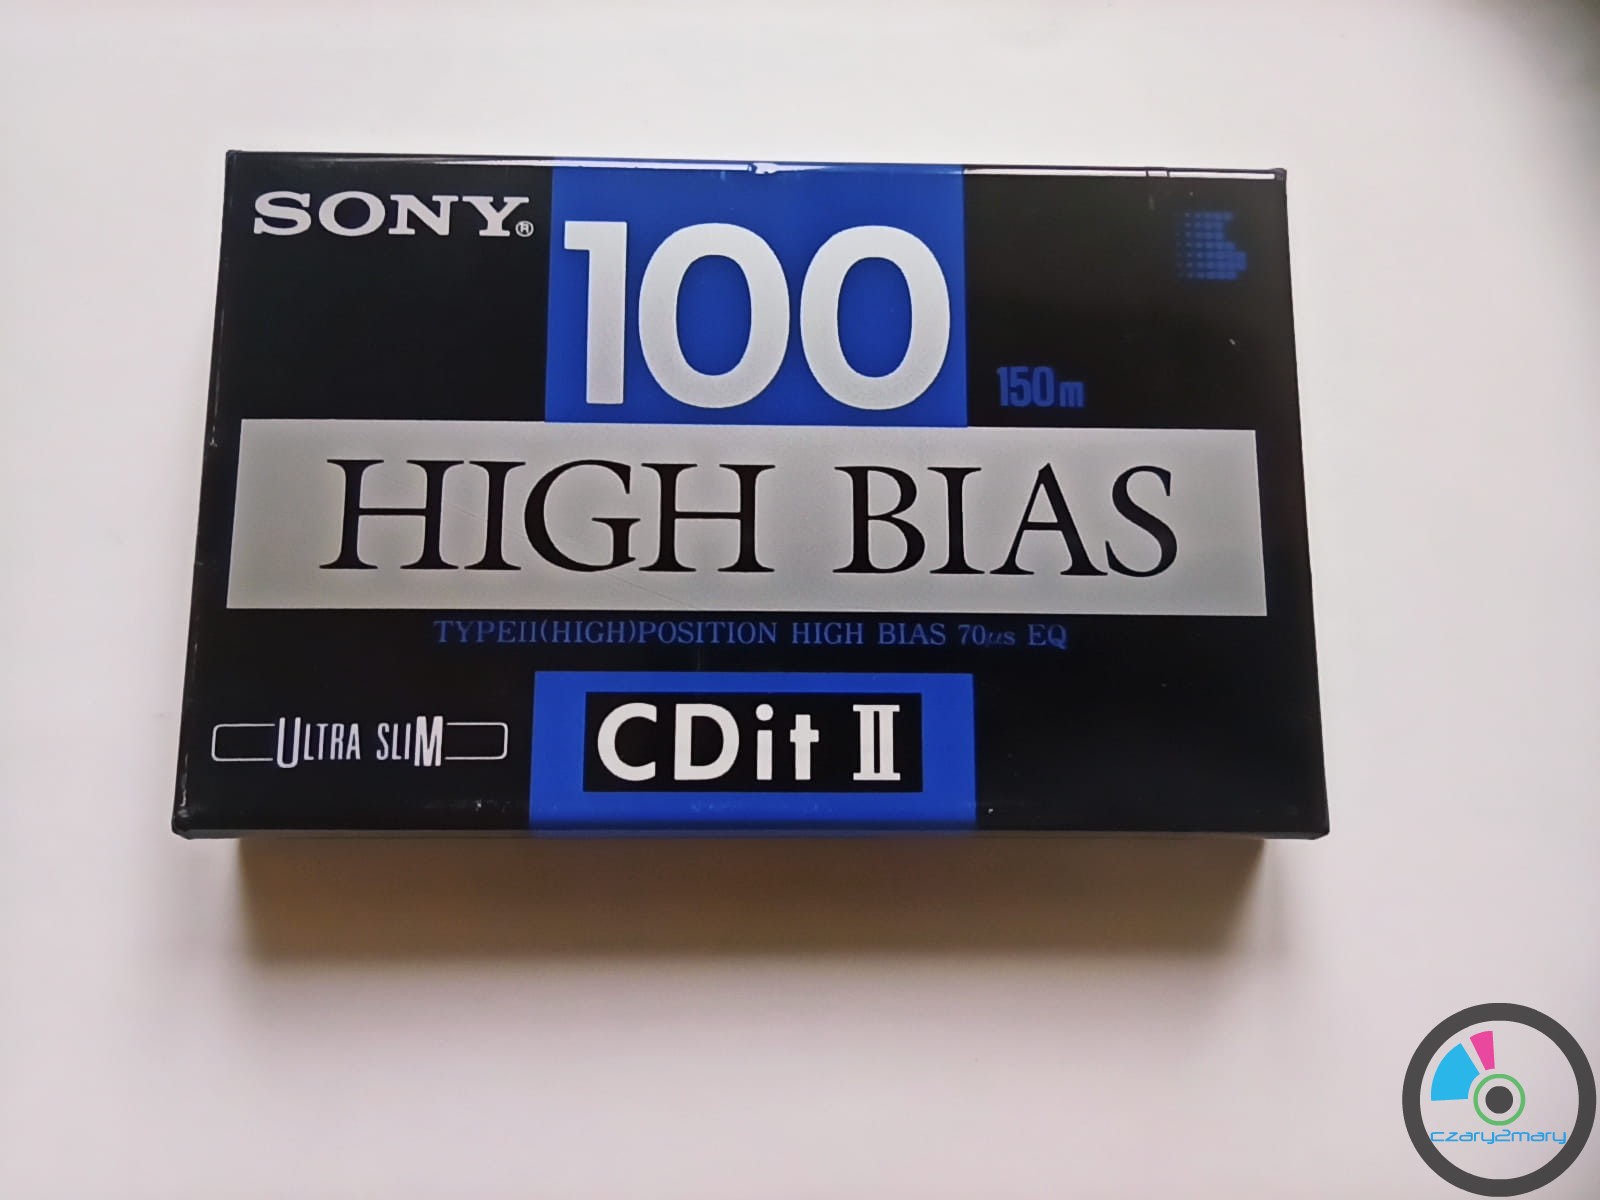 SONY®
100
150m
HIGH BIAS
TYPEII(HIGH)POSITION HIGH BIAS 70µs EQ
ULTRA SLIM
CDit II
czary2mary